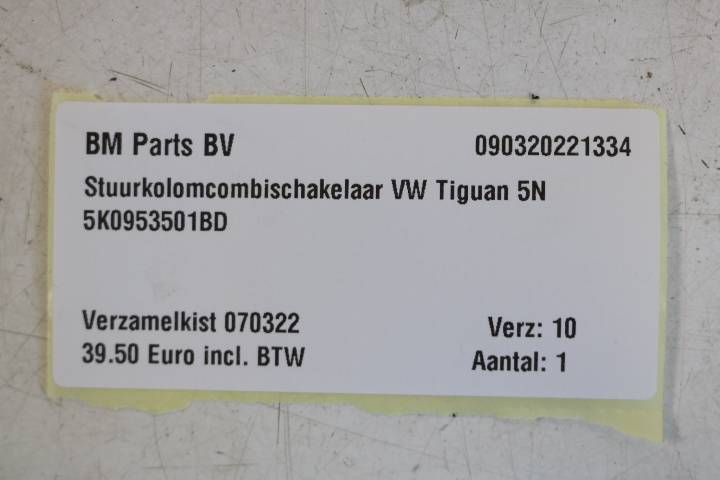 BM Parts BV 090320221334
Stuurkolomcombischakelaar VW Tiguan 5N
5K0953501BD
Verzamelkist 070322 Verz: 10
39.50 Euro incl. BTW Aantal: 1